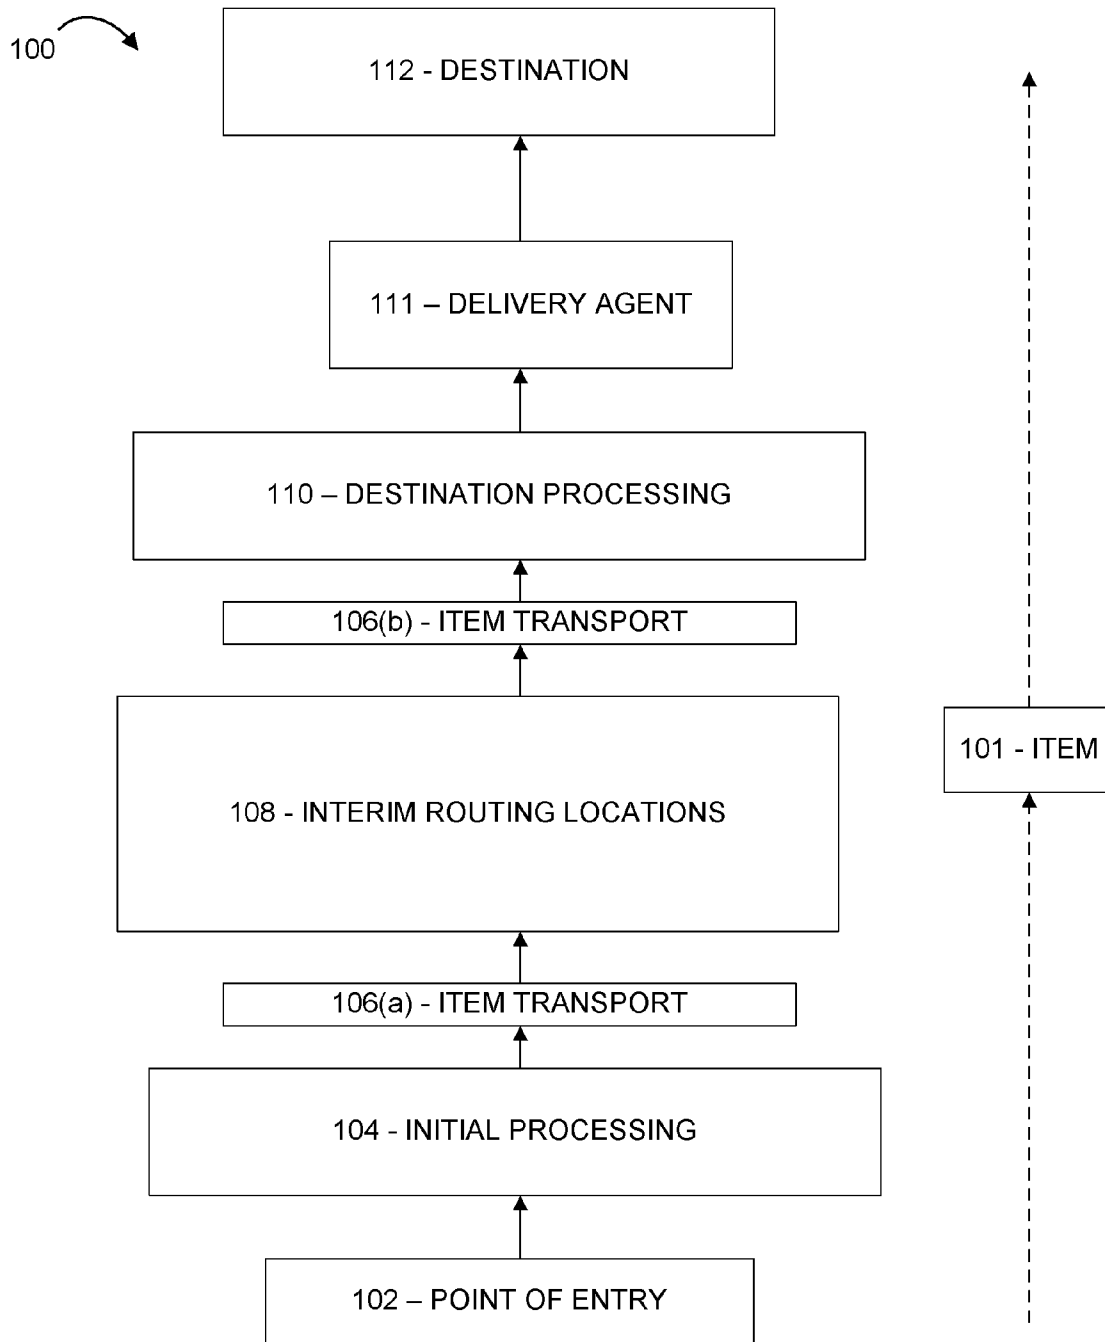 100
112 - DESTINATION
111 – DELIVERY AGENT
110 – DESTINATION PROCESSING
106(b) - ITEM TRANSPORT
108 - INTERIM ROUTING LOCATIONS
101 - ITEM
106(a) - ITEM TRANSPORT
104 - INITIAL PROCESSING
102 – POINT OF ENTRY